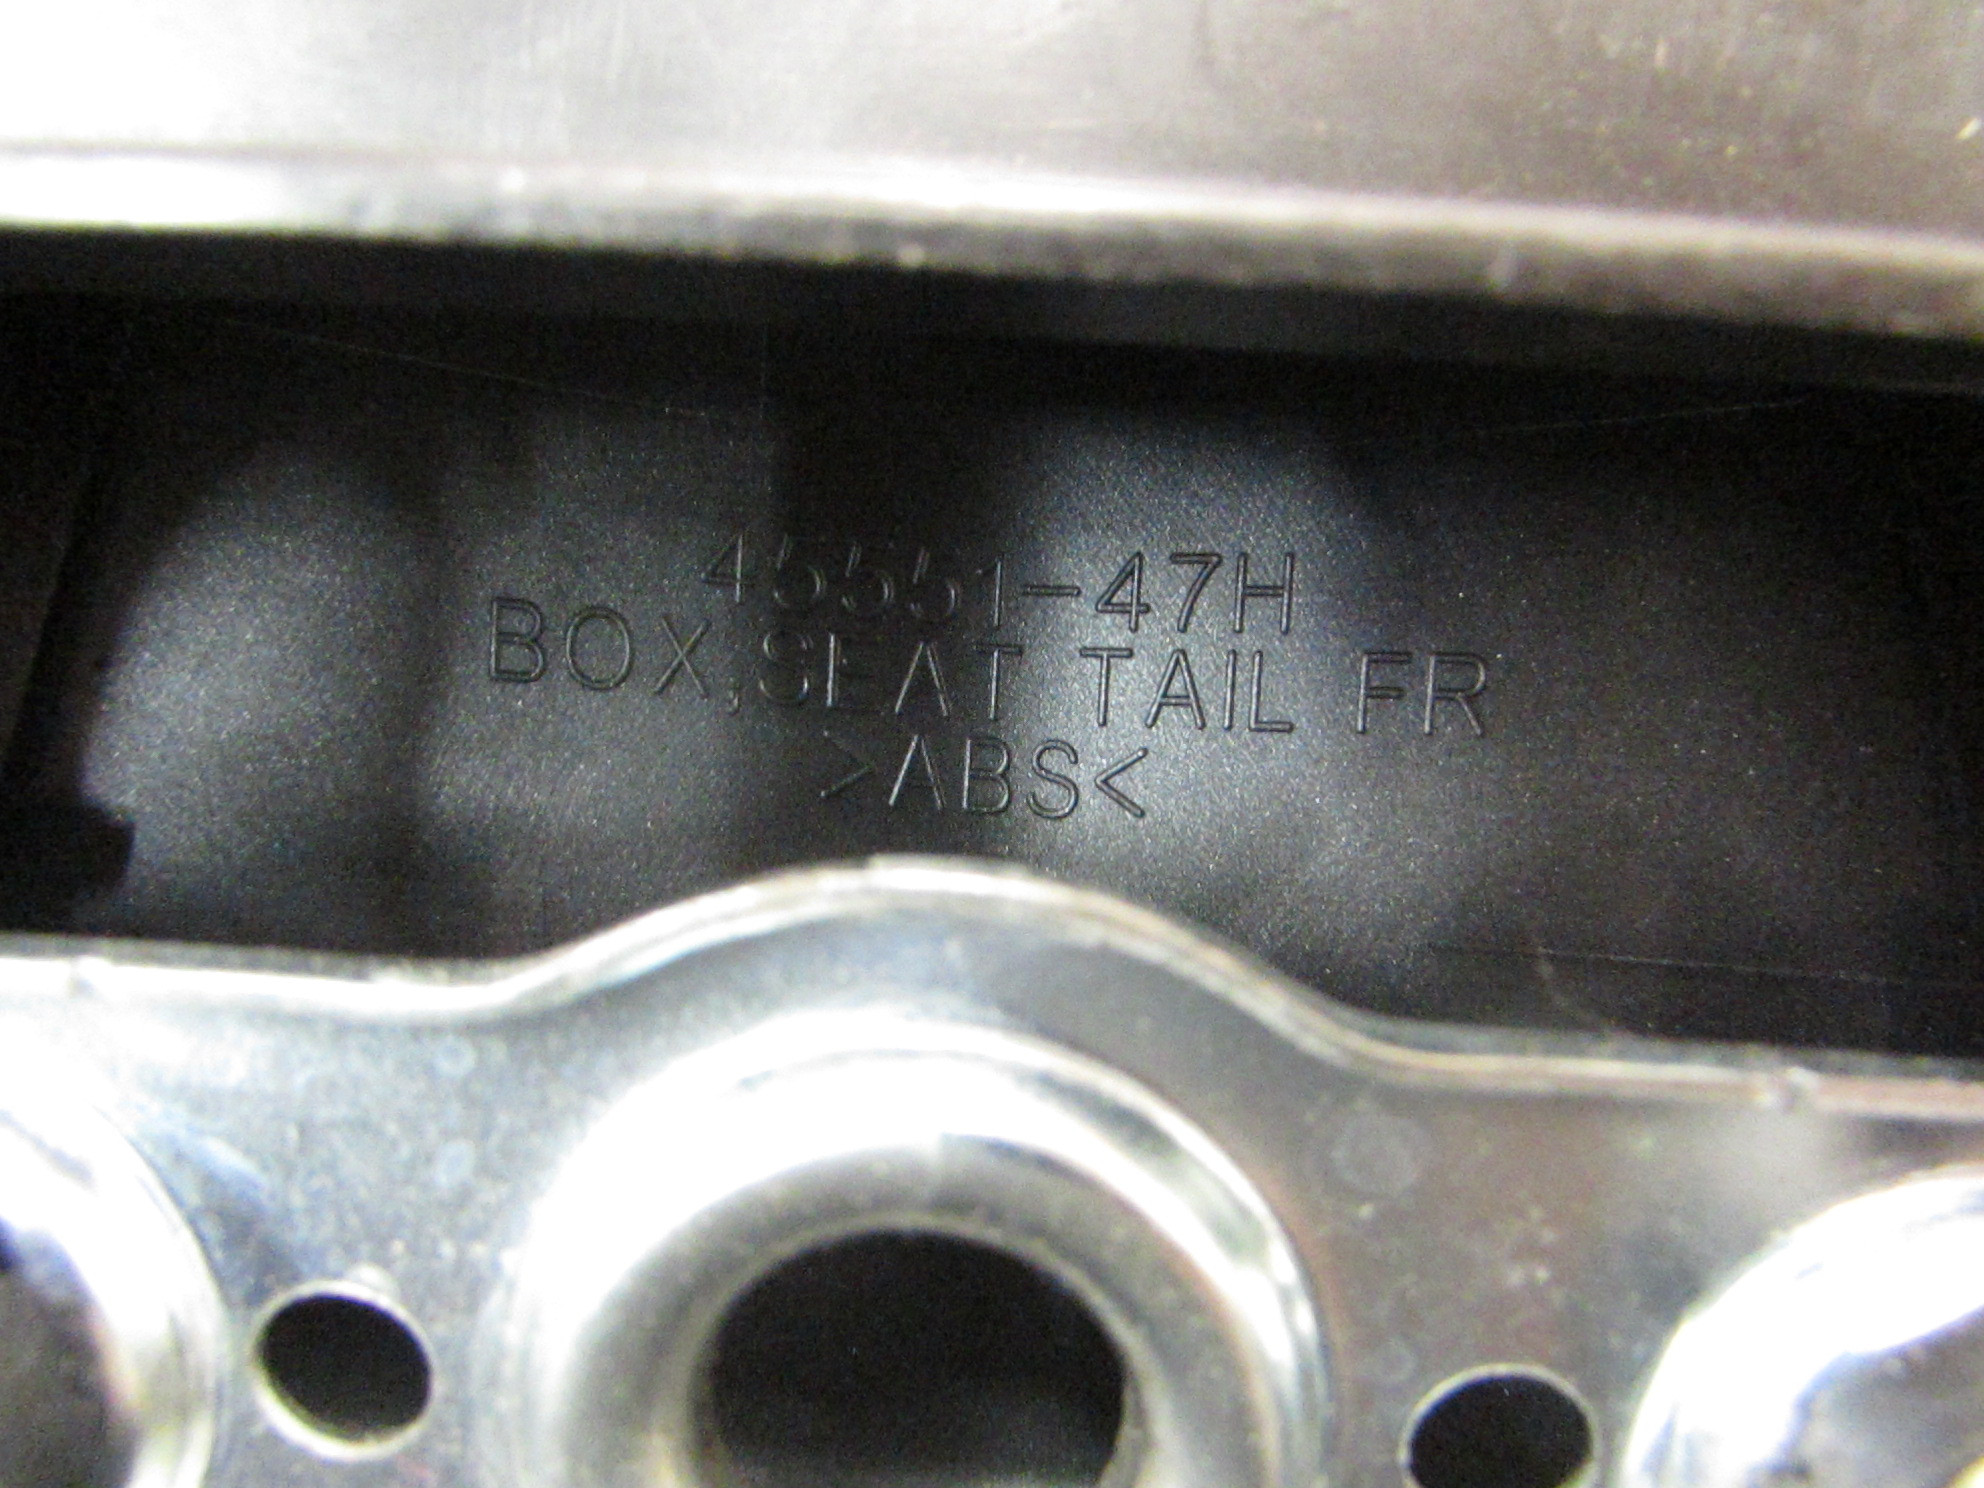 45551-47H
BOX,SEAT TAIL FR
>ABS<